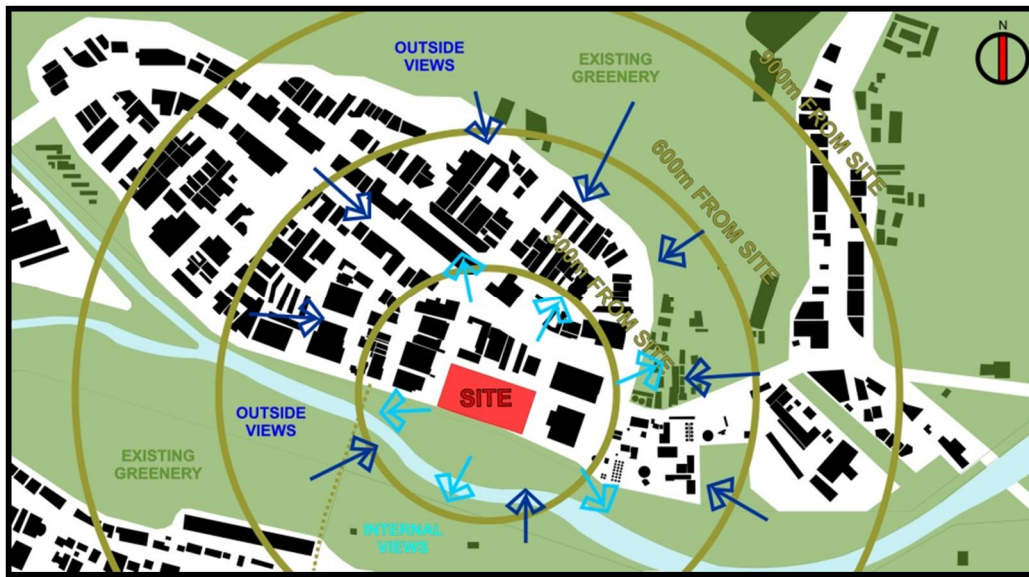 N
OUTSIDE
VIEWS
EXISTING
GREENERY
900m FROM SITE
600m FROM SITE
300m FROM SITE
SITE
OUTSIDE
VIEWS
EXISTING
GREENERY
INTERNAL
VIEWS